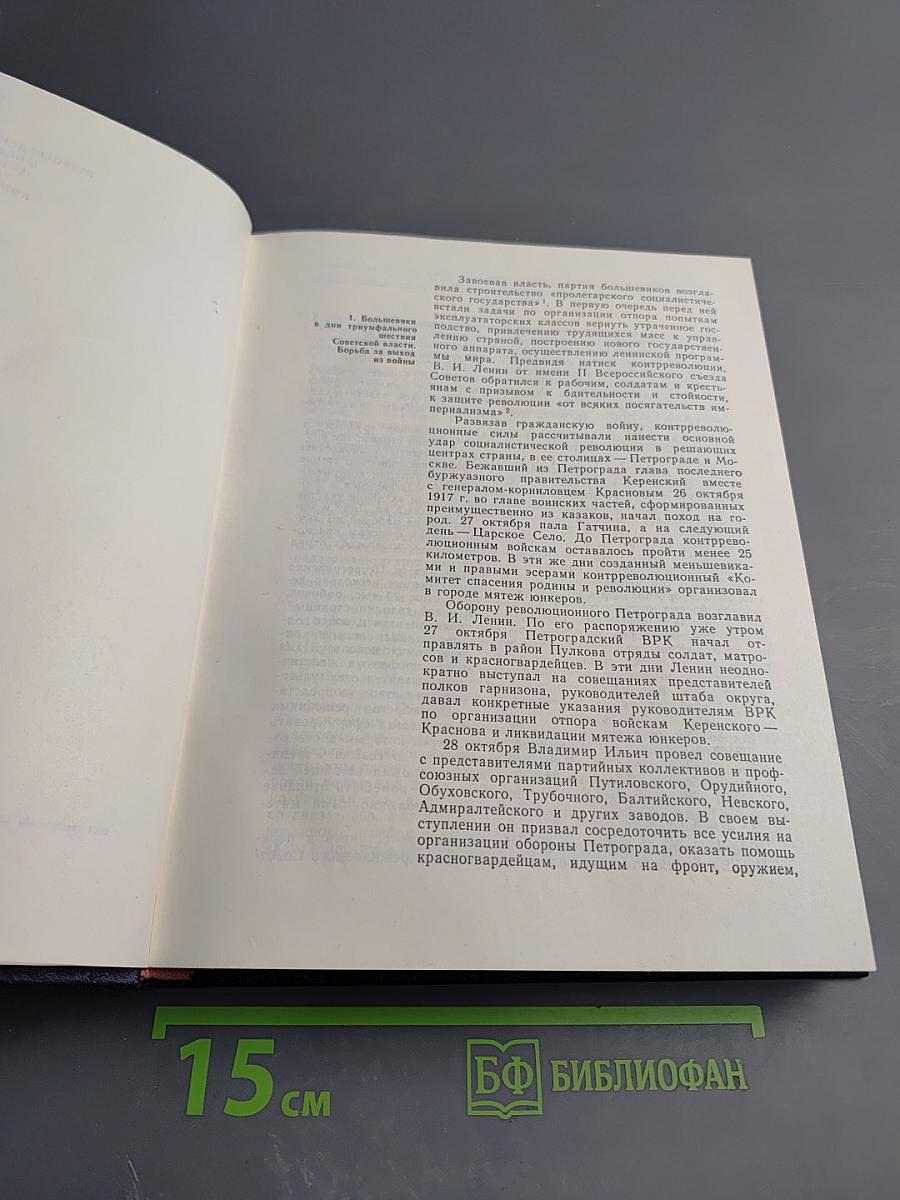 1. Большевики
в дни триумфального
шествия
Советской власти.
Борьба за выход
из войны
Завоевав власть, партия большевиков возгла-
вила строительство «пролетарского социалистиче-
ского государства»¹. В первую очередь перед ней
встали задачи по организации отпора попыткам
эксплуататорских классов вернуть утраченное гос-
подство, привлечению трудящихся масс к управ-
лению страной, построению нового государствен-
ного аппарата, осуществлению ленинской програм-
мы мира. Предвидя натиск контрреволюции,
В. И. Ленин от имени II Всероссийского съезда
Советов обратился к рабочим, солдатам и кресть-
янам с призывом к бдительности и стойкости,
к защите революции «от всяких посягательств им-
периализма»².
Развязав гражданскую войну, контрреволю-
ционные силы рассчитывали нанести основной
удар социалистической революции в решающих
центрах страны, в ее столицах — Петрограде и Мо-
скве. Бежавший из Петрограда глава последнего
буржуазного правительства Керенский вместе
с генералом-корниловцем Красновым 26 октября
1917 г. во главе воинских частей, сформированных
преимущественно из казаков, начал поход на го-
род. 27 октября пала Гатчина, а на следующий
день — Царское Село. До Петрограда контррево-
люционным войскам оставалось пройти менее 25
километров. В эти же дни созданный меньшевика-
ми и правыми эсерами контрреволюционный «Ко-
митет спасения родины и революции» организовал
в городе мятеж юнкеров.
Оборону революционного Петрограда возглавил
В. И. Ленин. По его распоряжению уже утром
27 октября Петроградский ВРК начал от-
правлять в район Пулкова отряды солдат, матро-
сов и красногвардейцев. В эти дни Ленин неодно-
кратно выступал на совещаниях представителей
полков гарнизона, руководителей штаба округа,
давал конкретные указания руководителям ВРК
по организации отпора войскам Керенского —
Краснова и ликвидации мятежа юнкеров.
28 октября Владимир Ильич провел совещание
с представителями партийных коллективов и проф-
союзных организаций Путиловского, Орудийного,
Обуховского, Трубочного, Балтийского, Невского,
Адмиралтейского и других заводов. В своем вы-
ступлении он призвал сосредоточить все усилия на
организации обороны Петрограда, оказать помощь
красногвардейцам, идущим на фронт, оружием,
15 см
БФ БИБЛИОФАН